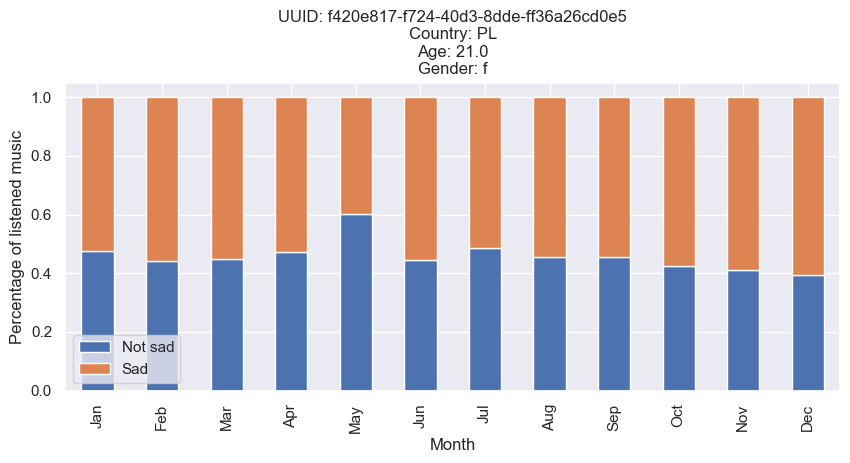 UUID: f420e817-f724-40d3-8dde-ff36a26cd0e5
Country: PL
Age: 21.0
Gender: f
Percentage of listened music
1.0
0.8
0.6
0.4
0.2
0.0
Not sad
Sad
Jan
Feb
Mar
Apr
May
Jun
Jul
Aug
Sep
Oct
Nov
Dec
Month